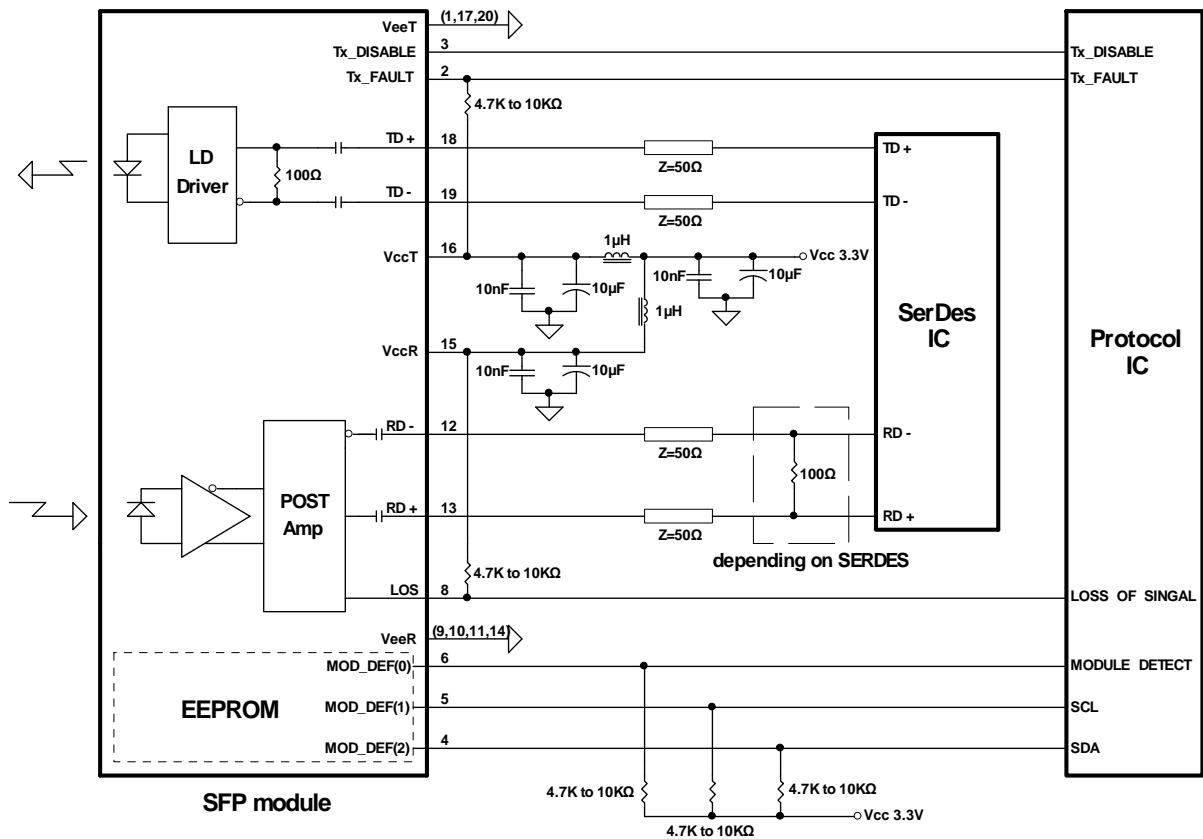 VeeT (1,17,20)
Tx_DISABLE 3 Tx_DISABLE
Tx_FAULT 2 Tx_FAULT
4.7K to 10KΩ
LD
Driver
100Ω
TD + 18 Z=50Ω TD +
TD - 19 Z=50Ω TD -
VccT 16 1µH Vcc 3.3V
10nF 10µF 10nF 10µF
1µH
VccR 15
10nF 10µF
SerDes
IC
Protocol
IC
RD - 12 Z=50Ω RD -
100Ω
POST
Amp
RD + 13 Z=50Ω RD +
depending on SERDES
4.7K to 10KΩ
LOS 8 LOSS OF SINGAL
VeeR (9,10,11,14)
MOD_DEF(0) 6 MODULE DETECT
EEPROM
MOD_DEF(1) 5 SCL
MOD_DEF(2) 4 SDA
4.7K to 10KΩ 4.7K to 10KΩ
4.7K to 10KΩ
Vcc 3.3V
SFP module